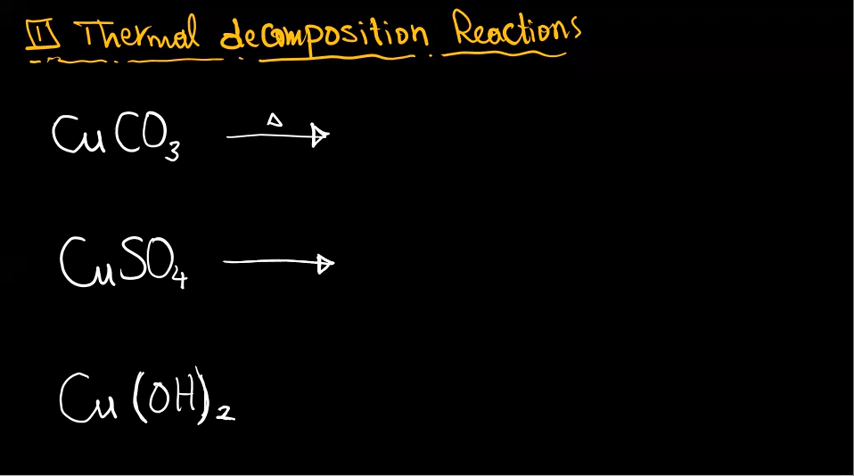 II Thermal decomposition Reactions
CuCO₃ —Δ→
CuSO₄ →
Cu(OH)₂